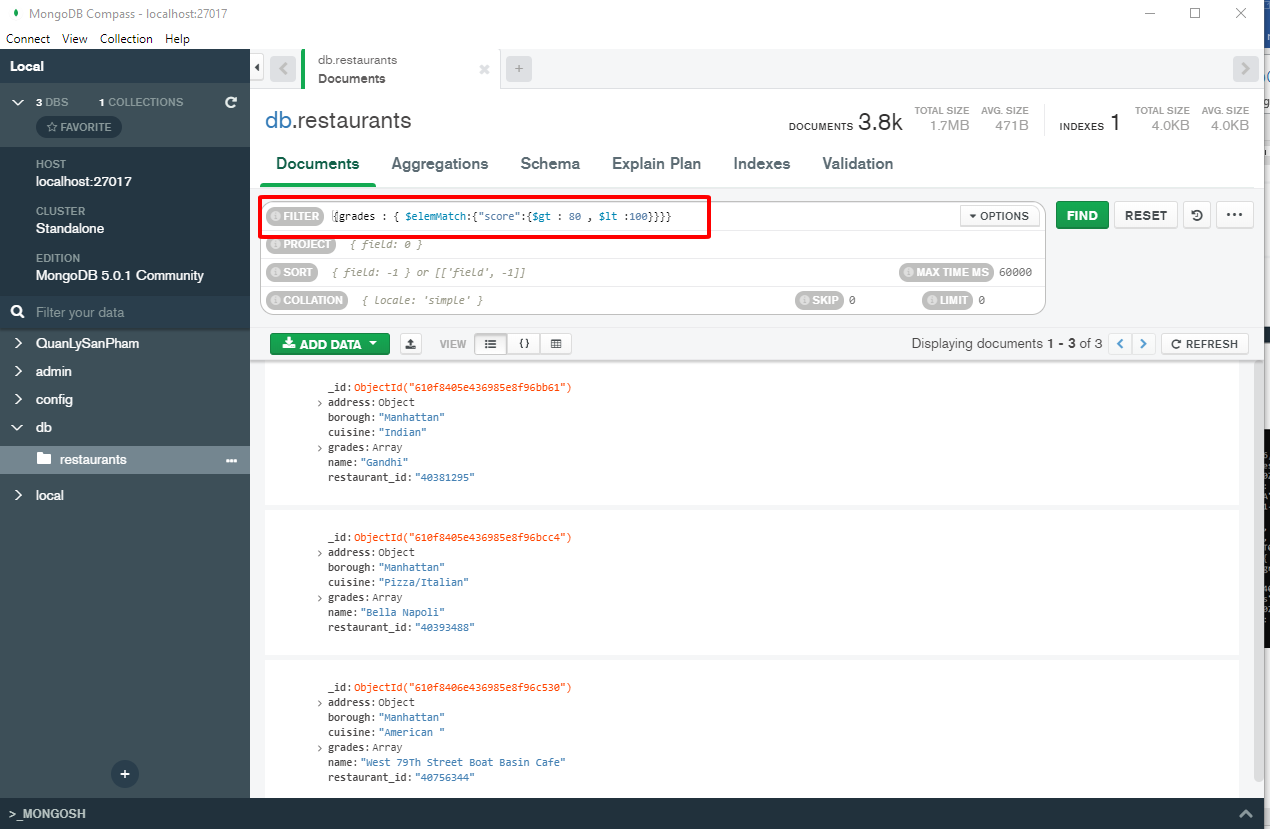 MongoDB Compass - localhost:27017
Connect View Collection Help
Local
3 DBS 1 COLLECTIONS
FAVORITE
HOST
localhost:27017
CLUSTER
Standalone
EDITION
MongoDB 5.0.1 Community
Filter your data
QuanLySanPham
admin
config
db
restaurants
local
>_MONGOSH
db.restaurants
Documents
db.restaurants
DOCUMENTS 3.8k TOTAL SIZE 1.7MB AVG. SIZE 471B INDEXES 1 TOTAL SIZE 4.0KB AVG. SIZE 4.0KB
Documents Aggregations Schema Explain Plan Indexes Validation
FILTER {grades : { $elemMatch:{"score":{$gt : 80 , $lt :100}}}} OPTIONS FIND RESET
PROJECT { field: 0 }
SORT { field: -1 } or [['field', -1]] MAX TIME MS 60000
COLLATION { locale: 'simple' } SKIP 0 LIMIT 0
ADD DATA VIEW {} Displaying documents 1 - 3 of 3 REFRESH
_id:ObjectId("610f8405e436985e8f96bb61")
address:Object
borough:"Manhattan"
cuisine:"Indian"
grades:Array
name:"Gandhi"
restaurant_id:"40381295"
_id:ObjectId("610f8405e436985e8f96bcc4")
address:Object
borough:"Manhattan"
cuisine:"Pizza/Italian"
grades:Array
name:"Bella Napoli"
restaurant_id:"40393488"
_id:ObjectId("610f8406e436985e8f96c530")
address:Object
borough:"Manhattan"
cuisine:"American "
grades:Array
name:"West 79Th Street Boat Basin Cafe"
restaurant_id:"40756344"